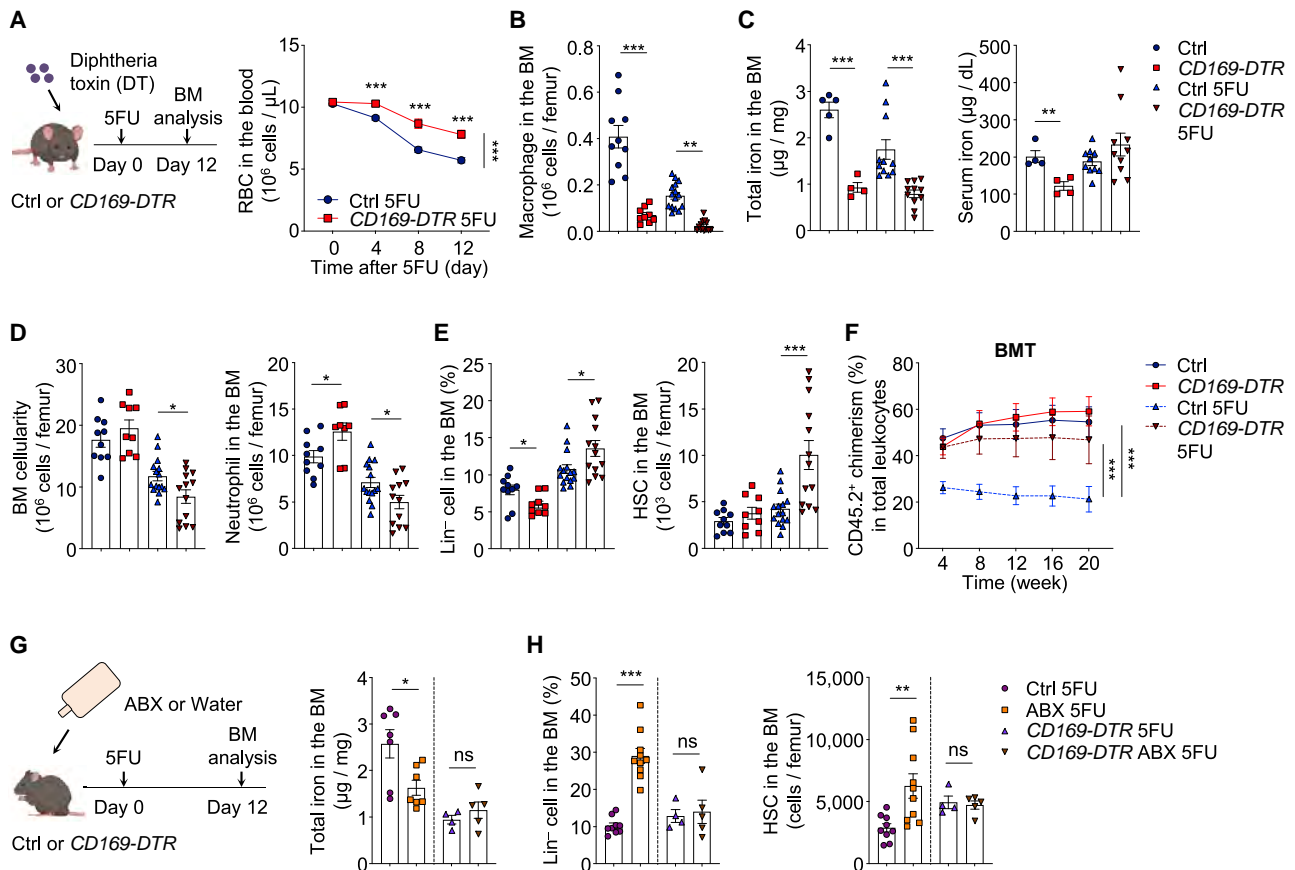 A
Diphtheria
toxin (DT)
5FU
BM
analysis
Day 0
Day 12
Ctrl or CD169-DTR
RBC in the blood
(10⁶ cells / µL)
15
10
5
0
***
***
***
***
Ctrl 5FU
CD169-DTR 5FU
0
4
8
12
Time after 5FU (day)
B
Macrophage in the BM
(10⁶ cells / femur)
0.8
0.6
0.4
0.2
0.0
***
**
C
Total iron in the BM
(µg / mg)
4
3
2
1
0
***
***
Serum iron (µg / dL)
500
400
300
200
100
0
**
Ctrl
CD169-DTR
Ctrl 5FU
CD169-DTR
5FU
D
BM cellularity
(10⁶ cells / femur)
30
20
10
0
*
Neutrophil in the BM
(10⁶ cells / femur)
20
15
10
5
0
*
*
E
Lin⁻ cell in the BM (%)
25
20
15
10
5
0
*
*
HSC in the BM
(10³ cells / femur)
20
15
10
5
0
***
F
BMT
CD45.2⁺ chimerism (%)
in total leukocytes
80
60
40
20
0
4
8
12
16
20
Time (week)
***
***
Ctrl
CD169-DTR
Ctrl 5FU
CD169-DTR
5FU
G
ABX or Water
5FU
BM
analysis
Day 0
Day 12
Ctrl or CD169-DTR
Total iron in the BM
(µg / mg)
4
3
2
1
0
*
ns
H
Lin⁻ cell in the BM (%)
50
40
30
20
10
0
***
ns
HSC in the BM
(cells / femur)
15,000
10,000
5,000
0
**
ns
Ctrl 5FU
ABX 5FU
CD169-DTR 5FU
CD169-DTR ABX 5FU